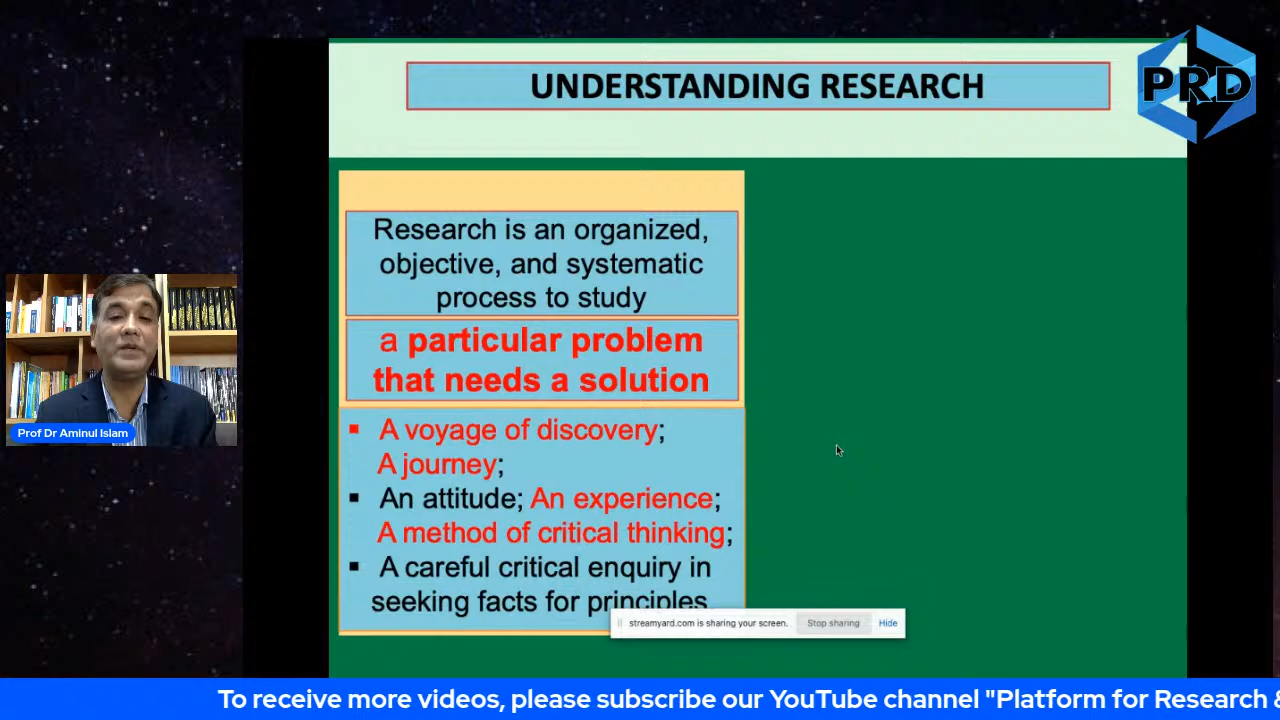 UNDERSTANDING RESEARCH
PRD
Research is an organized,
objective, and systematic
process to study
a particular problem
that needs a solution
▪ A voyage of discovery;
A journey;
▪ An attitude; An experience;
A method of critical thinking;
▪ A careful critical enquiry in
seeking facts for principles
Prof Dr Aminul Islam
streamyard.com is sharing your screen.
Stop sharing
Hide
To receive more videos, please subscribe our YouTube channel "Platform for Research &